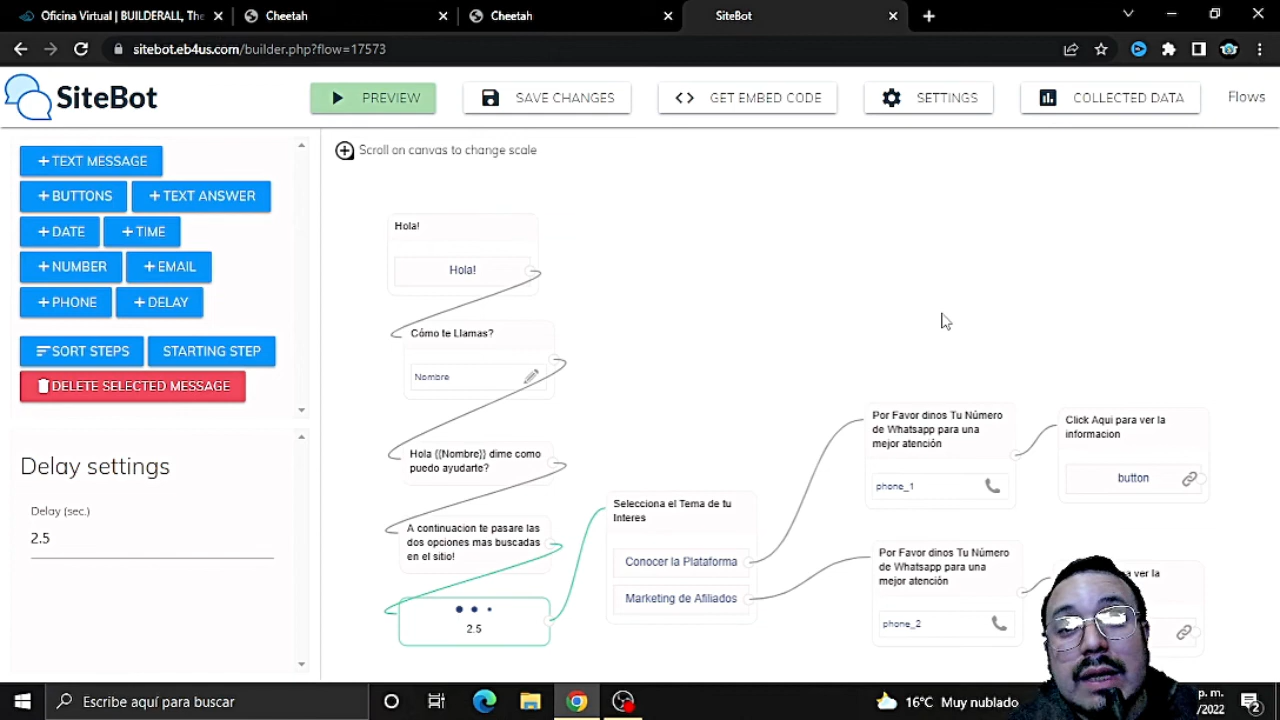 Oficina Virtual | BUILDERALL, The
Cheetah
Cheetah
SiteBot
sitebot.eb4us.com/builder.php?flow=17573
SiteBot
PREVIEW
SAVE CHANGES
GET EMBED CODE
SETTINGS
COLLECTED DATA
Flows
+ TEXT MESSAGE
+ BUTTONS
+ TEXT ANSWER
+ DATE
+ TIME
+ NUMBER
+ EMAIL
+ PHONE
+ DELAY
SORT STEPS
STARTING STEP
DELETE SELECTED MESSAGE
Delay settings
Delay (sec.)
2.5
Scroll on canvas to change scale
Hola!
Hola!
Cómo te Llamas?
Nombre
Hola ((Nombre)) dime como
puedo ayudarte?
A continuacion te pasare las
dos opciones mas buscadas
en el sitio!
2.5
Selecciona el Tema de tu
Interes
Conocer la Plataforma
Marketing de Afiliados
Por Favor dinos Tu Número
de Whatsapp para una
mejor atención
phone_1
Click Aqui para ver la
informacion
button
Por Favor dinos Tu Número
de Whatsapp para una
mejor atención
phone_2
ver la
Escribe aquí para buscar
16°C Muy nublado
p. m.
/2022
2